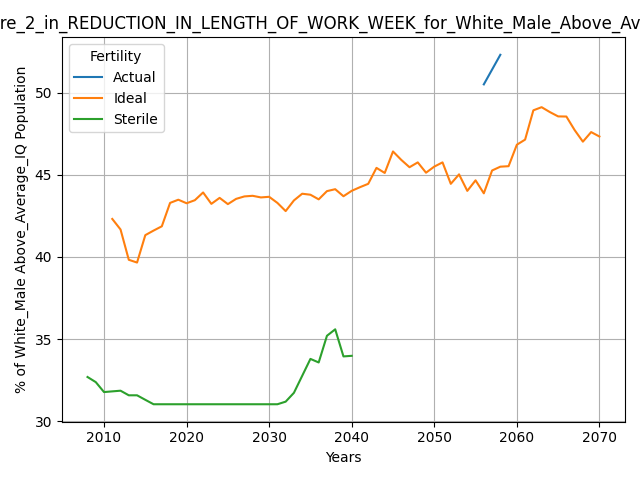 re_2_in_REDUCTION_IN_LENGTH_OF_WORK_WEEK_for_White_Male_Above_Av
Fertility
Actual
Ideal
Sterile
% of White_Male Above_Average_IQ Population
50
45
40
35
30
2010 2020 2030 2040 2050 2060 2070
Years